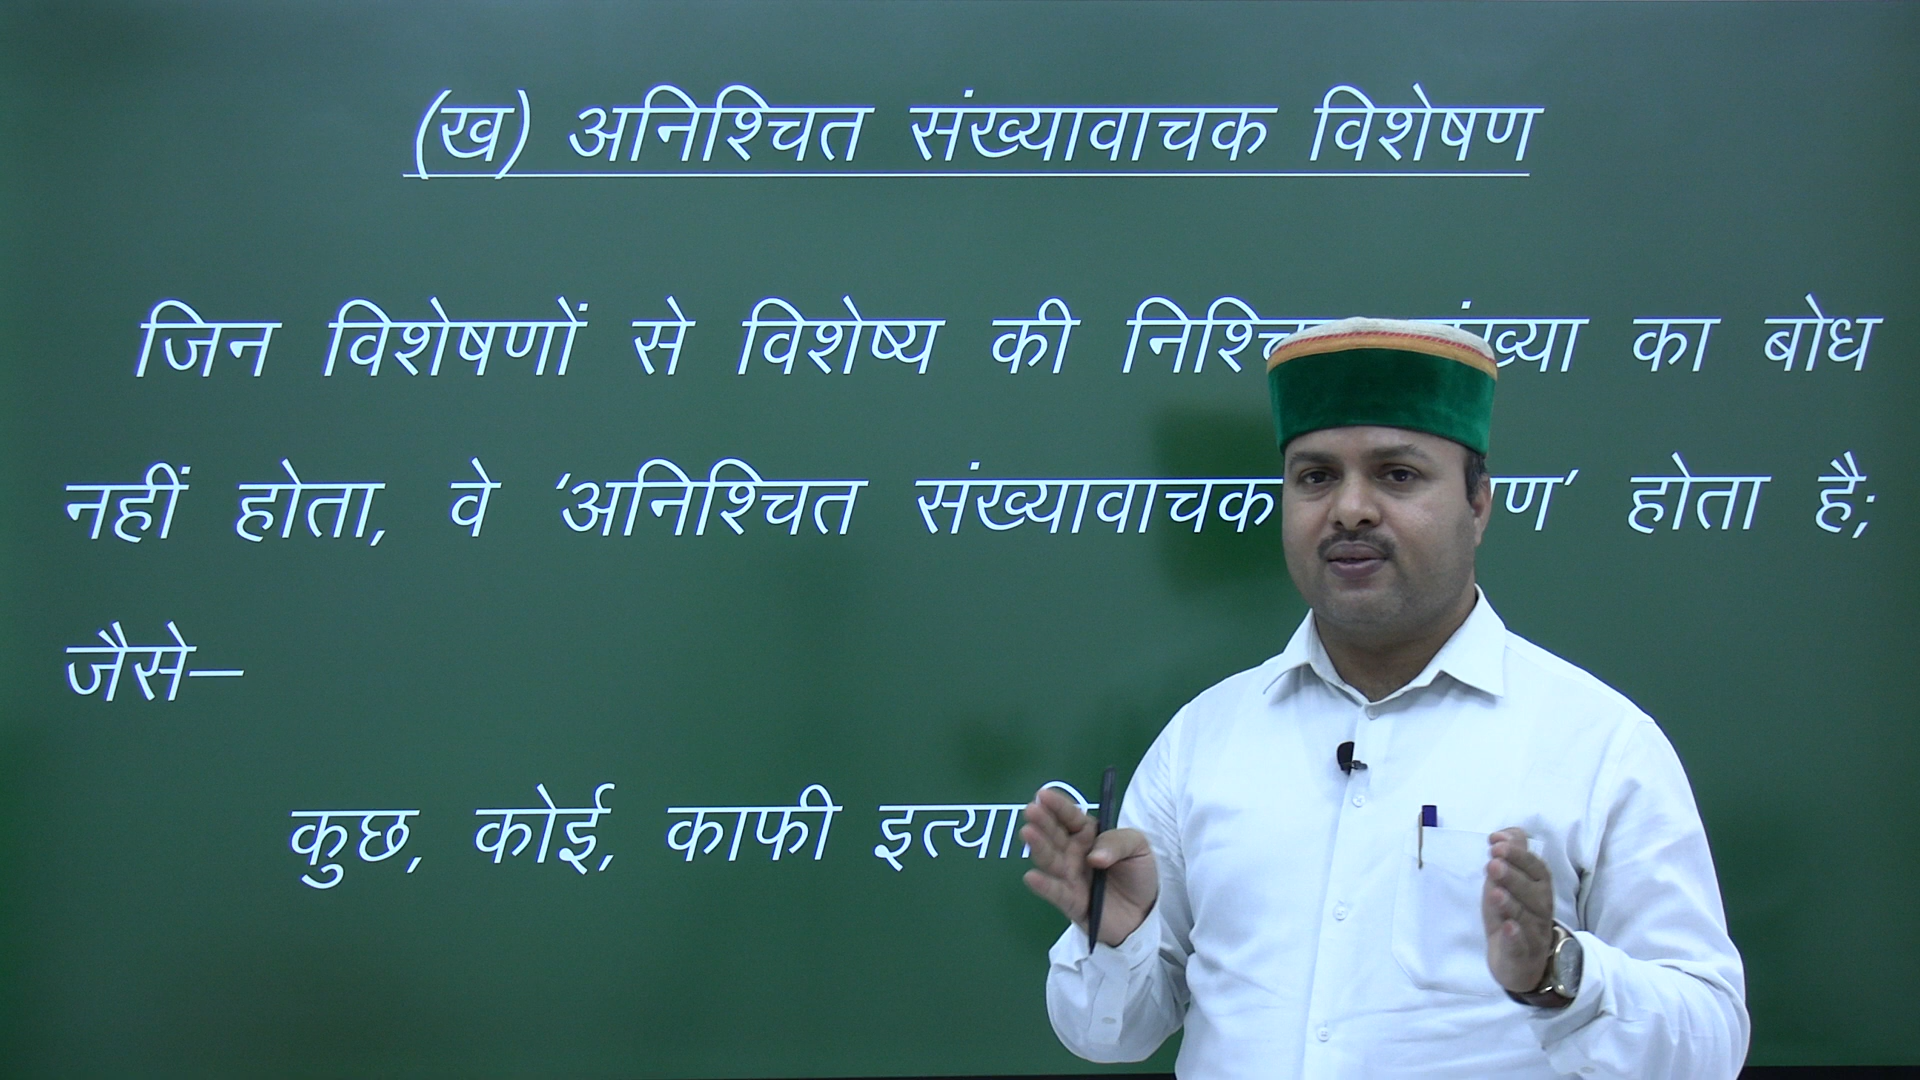 (ख) अनिश्चित संख्यावाचक विशेषण
जिन विशेषणों से विशेष्य की का बोध
नहीं होता, वे ‘अनिश्चित संख्यावाचक होता है;
जैसे–
कुछ, कोई, काफी